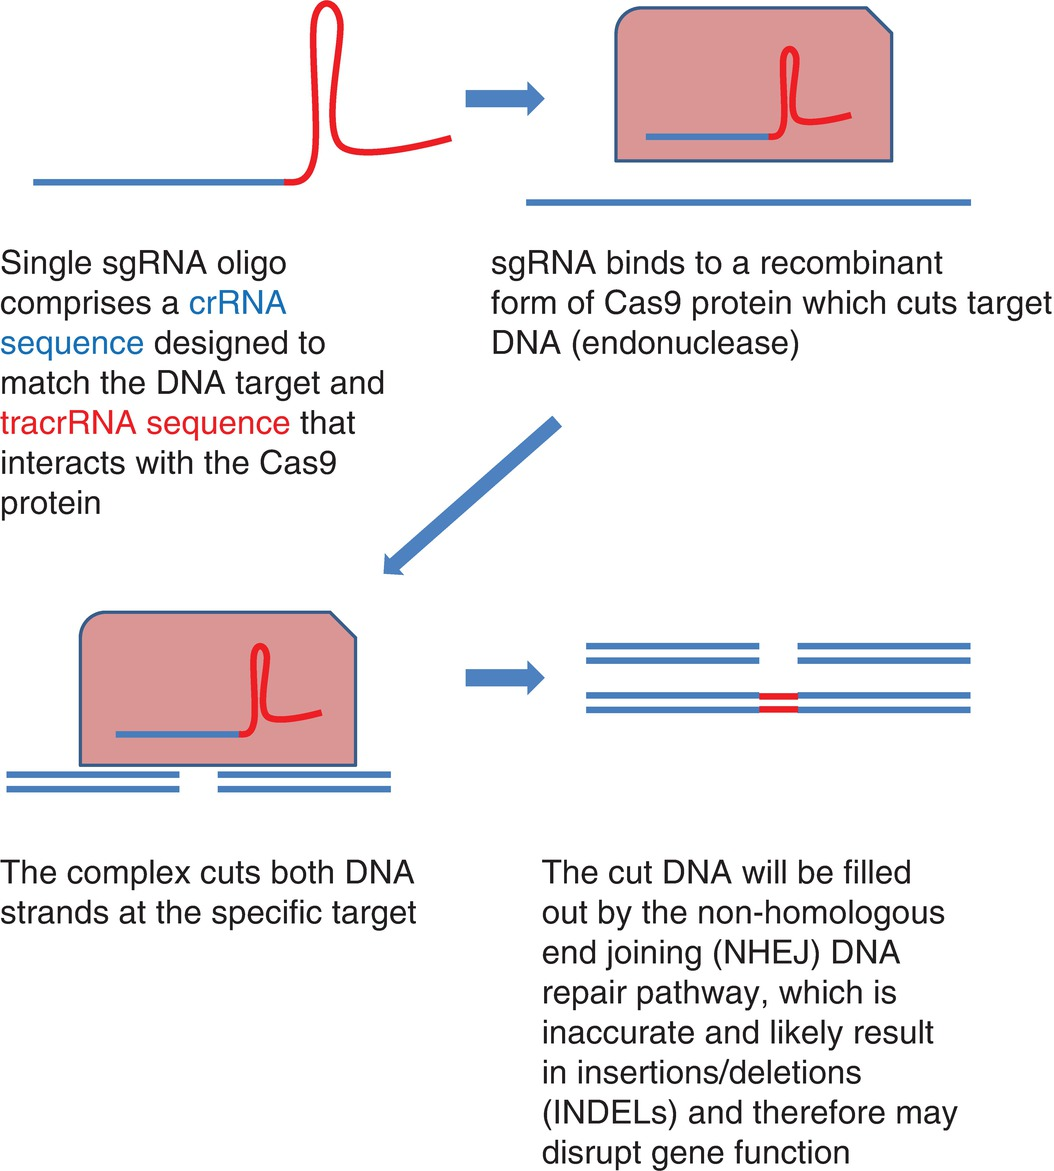 Single sgRNA oligo
comprises a crRNA
sequence designed to
match the DNA target and
tracrRNA sequence that
interacts with the Cas9
protein
sgRNA binds to a recombinant
form of Cas9 protein which cuts target
DNA (endonuclease)
The complex cuts both DNA
strands at the specific target
The cut DNA will be filled
out by the non-homologous
end joining (NHEJ) DNA
repair pathway, which is
inaccurate and likely result
in insertions/deletions
(INDELs) and therefore may
disrupt gene function